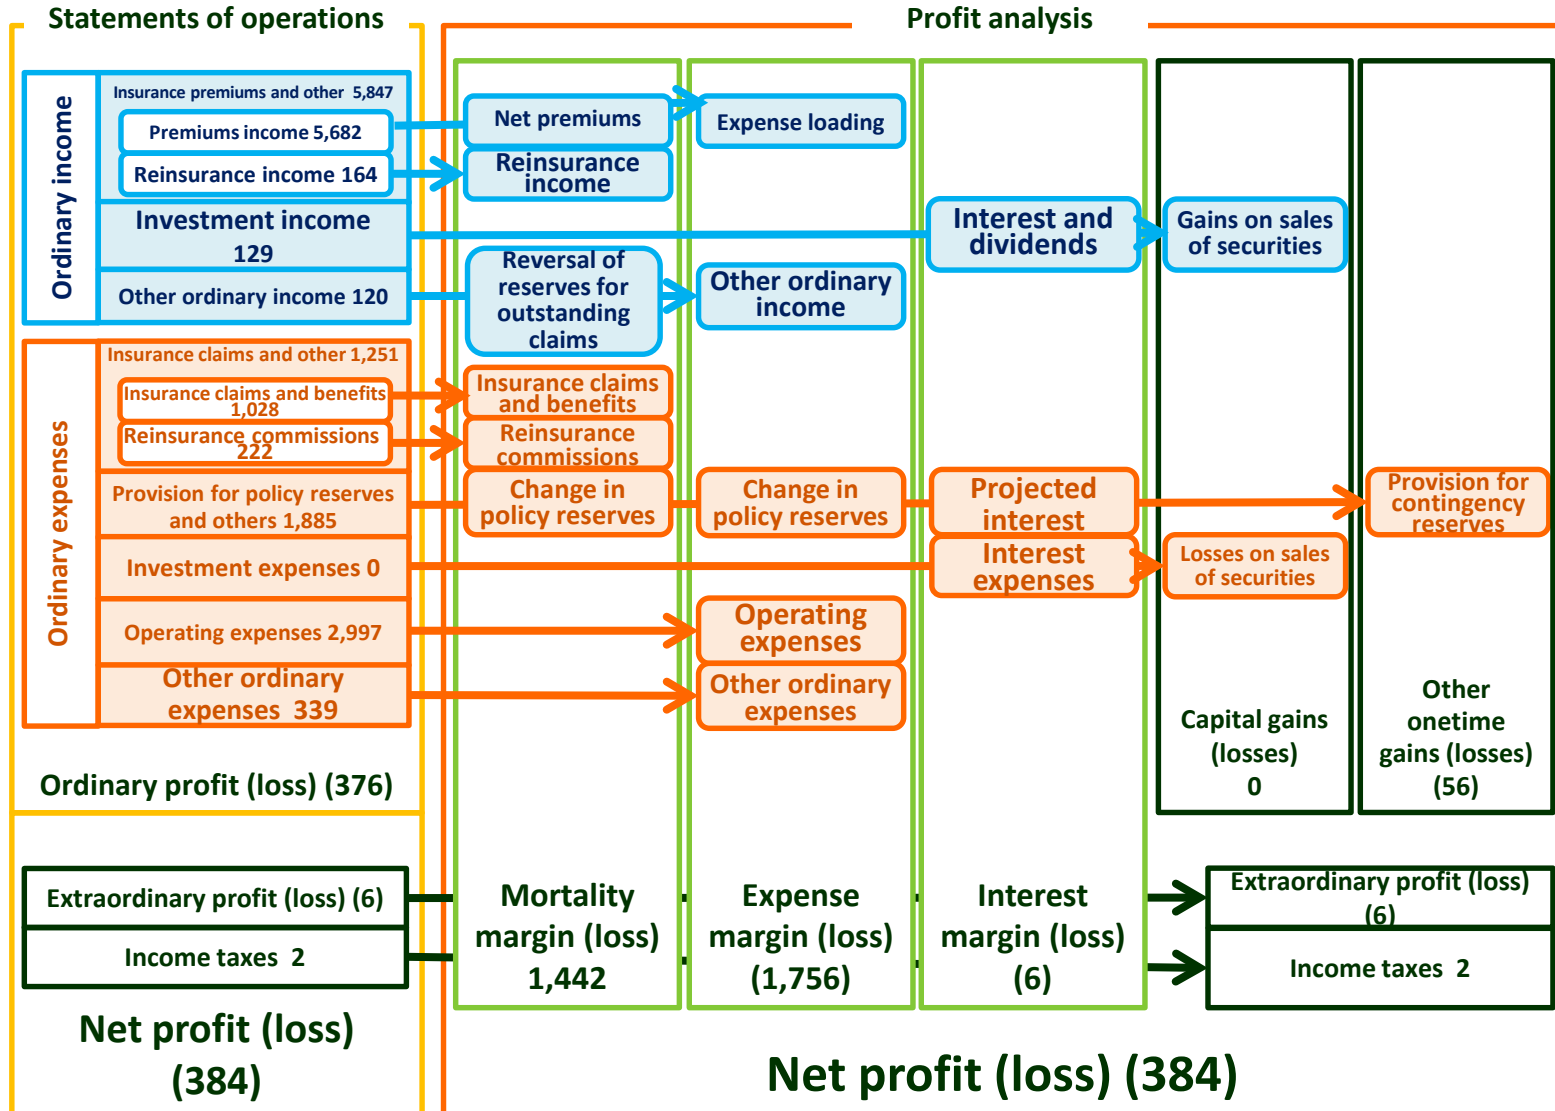 Statements of operations
Profit analysis
Ordinary income
Insurance premiums and other 5,847
Premiums income 5,682
Reinsurance income 164
Investment income
129
Other ordinary income 120
Net premiums
Expense loading
Reinsurance
income
Interest and
dividends
Gains on sales
of securities
Reversal of
reserves for
outstanding
claims
Other ordinary
income
Ordinary expenses
Insurance claims and other 1,251
Insurance claims and benefits
1,028
Reinsurance commissions
222
Provision for policy reserves
and others 1,885
Investment expenses 0
Operating expenses 2,997
Other ordinary
expenses 339
Insurance claims
and benefits
Reinsurance
commissions
Change in
policy reserves
Change in
policy reserves
Projected
interest
Provision for
contingency
reserves
Interest
expenses
Losses on sales
of securities
Operating
expenses
Other ordinary
expenses
Capital gains
(losses)
0
Other
onetime
gains (losses)
(56)
Ordinary profit (loss) (376)
Extraordinary profit (loss) (6)
Income taxes 2
Mortality
margin (loss)
1,442
Expense
margin (loss)
(1,756)
Interest
margin (loss)
(6)
Extraordinary profit (loss)
(6)
Income taxes 2
Net profit (loss)
(384)
Net profit (loss) (384)